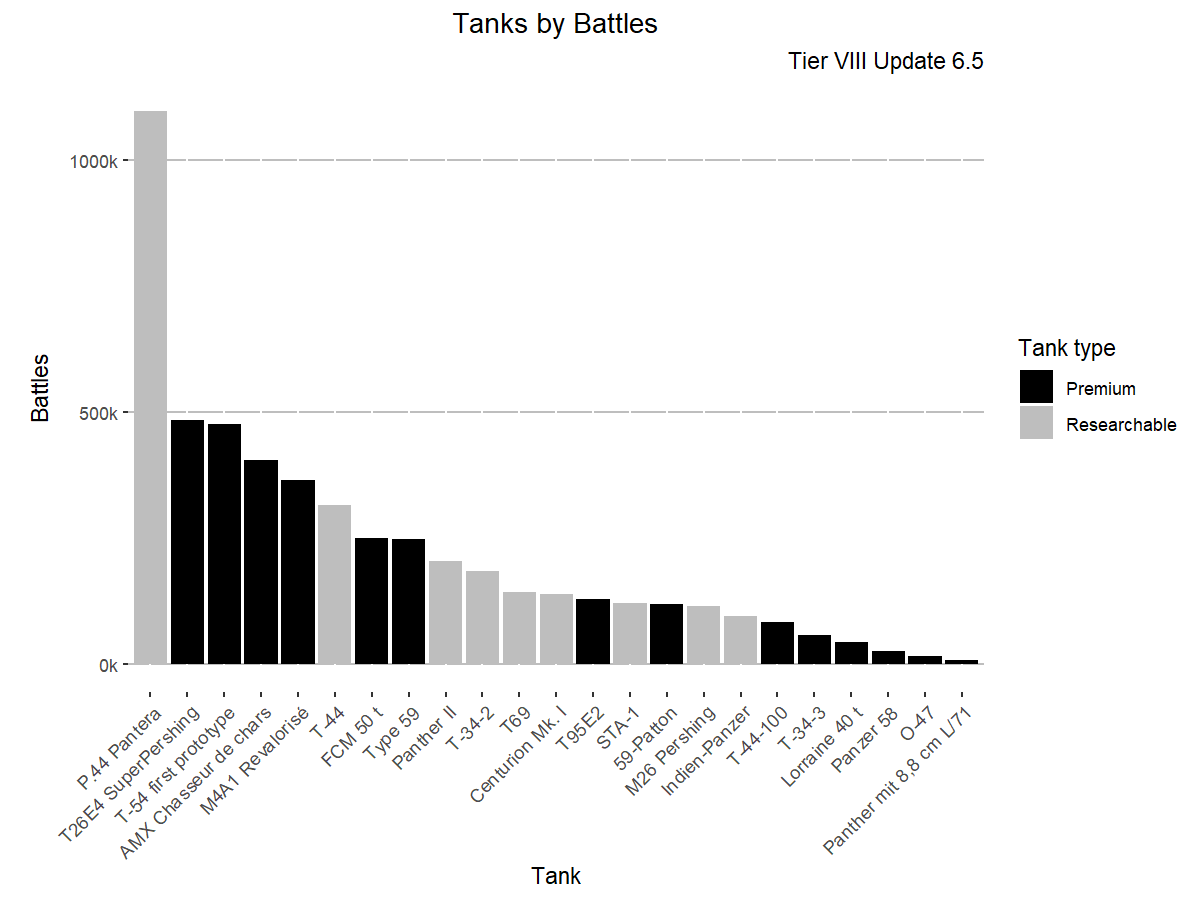 Tanks by Battles
Tier VIII Update 6.5
1000k
500k
0k
Battles
P.44 Pantera
T26E4 SuperPershing
T-54 first prototype
AMX Chasseur de chars
M4A1 Revalorisé
T-44
FCM 50 t
Type 59
Panther II
T-34-2
T69
Centurion Mk. I
T95E2
STA-1
59-Patton
M26 Pershing
Indien-Panzer
T-44-100
T-34-3
Lorraine 40 t
Panzer 58
O-47
Panther mit 8,8 cm L/71
Tank
Tank type
Premium
Researchable